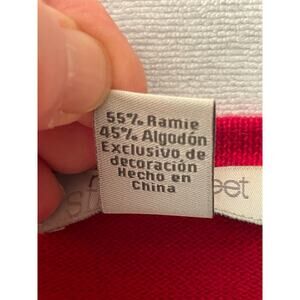 55% Ramie
45% Algodón
Exclusivo de
decoración
Hecho en
China